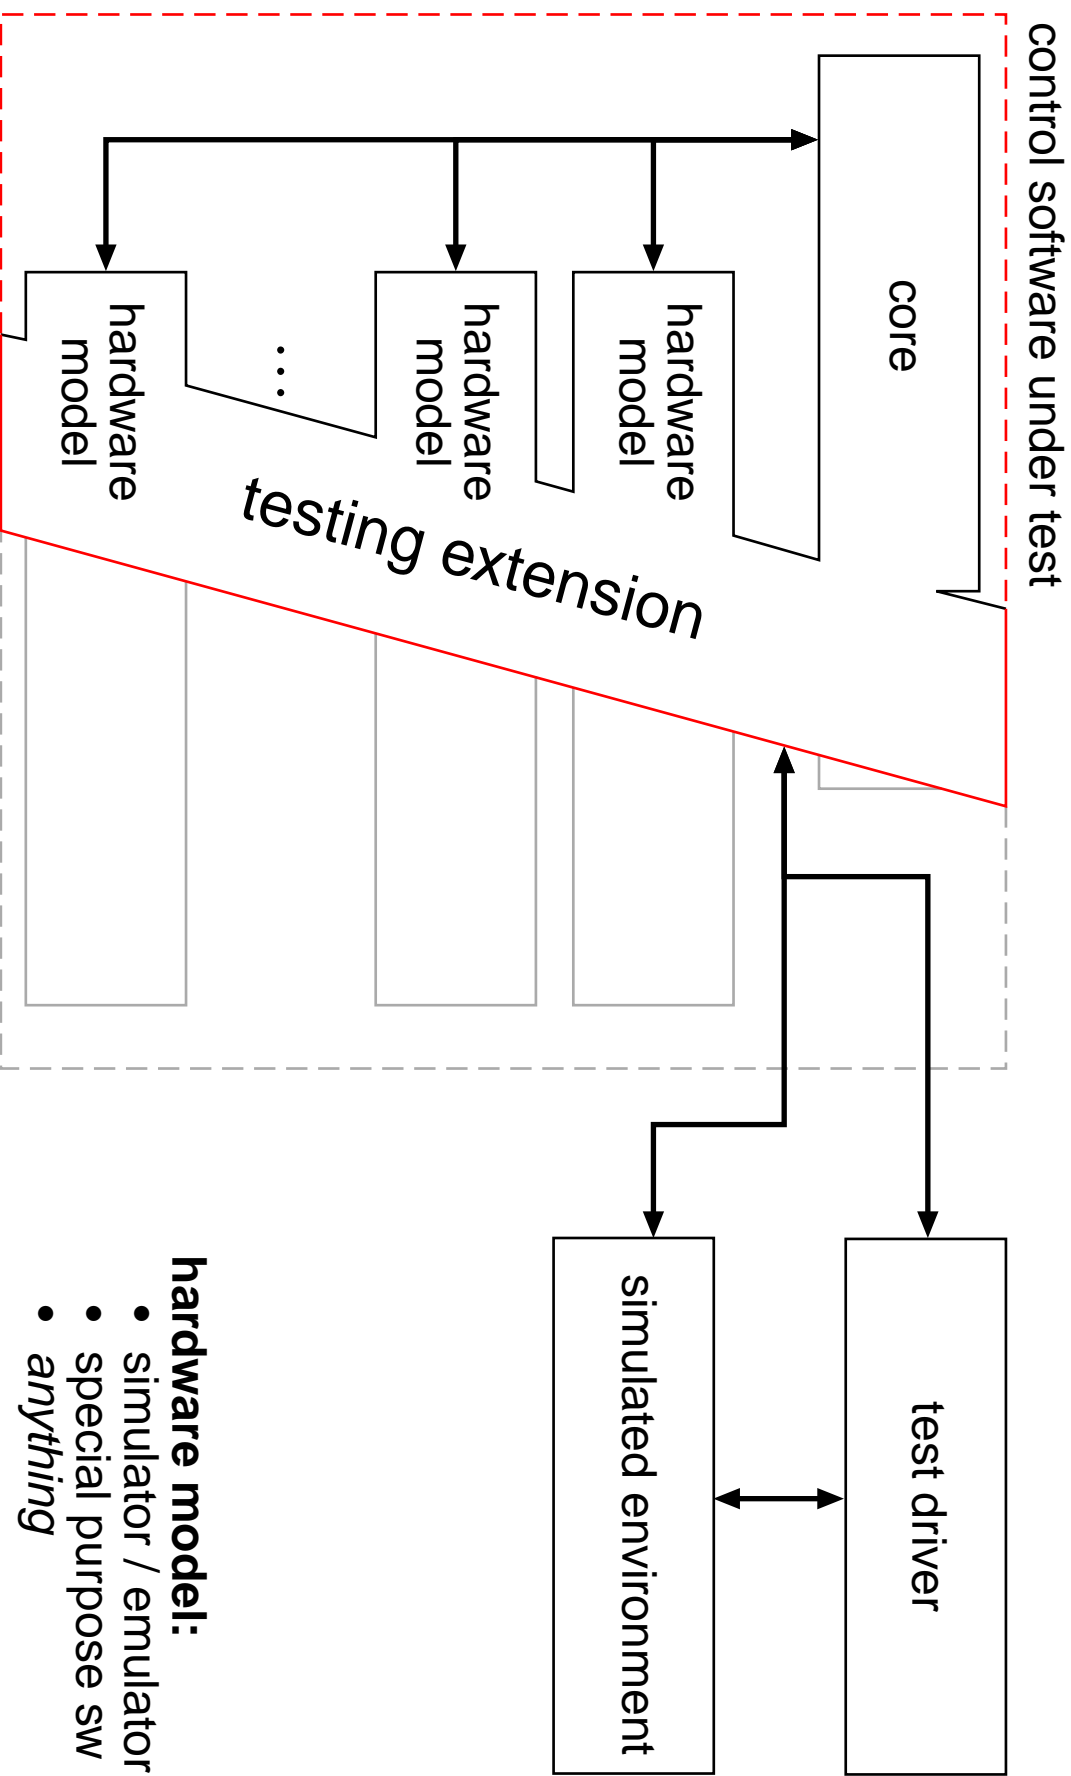 control software under test
core
hardware
model
hardware
model
...
hardware
model
testing extension
test driver
simulated environment
hardware model:
• simulator / emulator
• special purpose sw
• anything